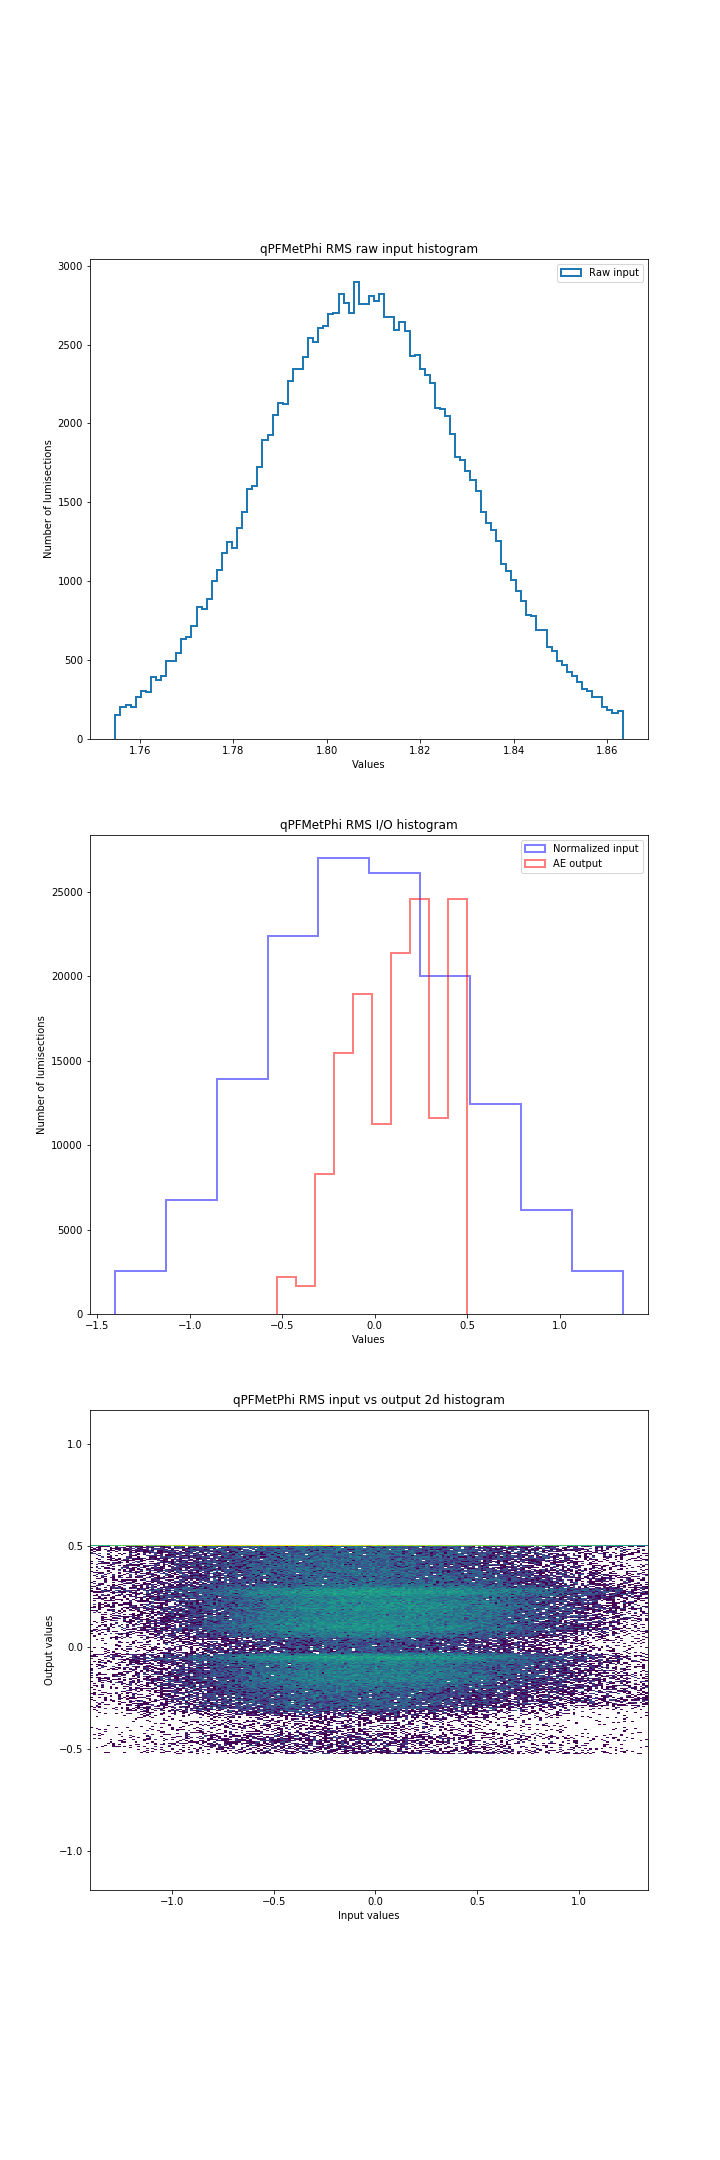 qPFMetPhi RMS raw input histogram
3000
2500
2000
1500
1000
500
0
Number of lumisections
Raw input
1.76 1.78 1.80 1.82 1.84 1.86
Values
qPFMetPhi RMS I/O histogram
25000
20000
15000
10000
5000
0
Number of lumisections
Normalized input
AE output
−1.5 −1.0 −0.5 0.0 0.5 1.0
Values
qPFMetPhi RMS input vs output 2d histogram
1.0
0.5
0.0
−0.5
−1.0
Output values
−1.0 −0.5 0.0 0.5 1.0
Input values